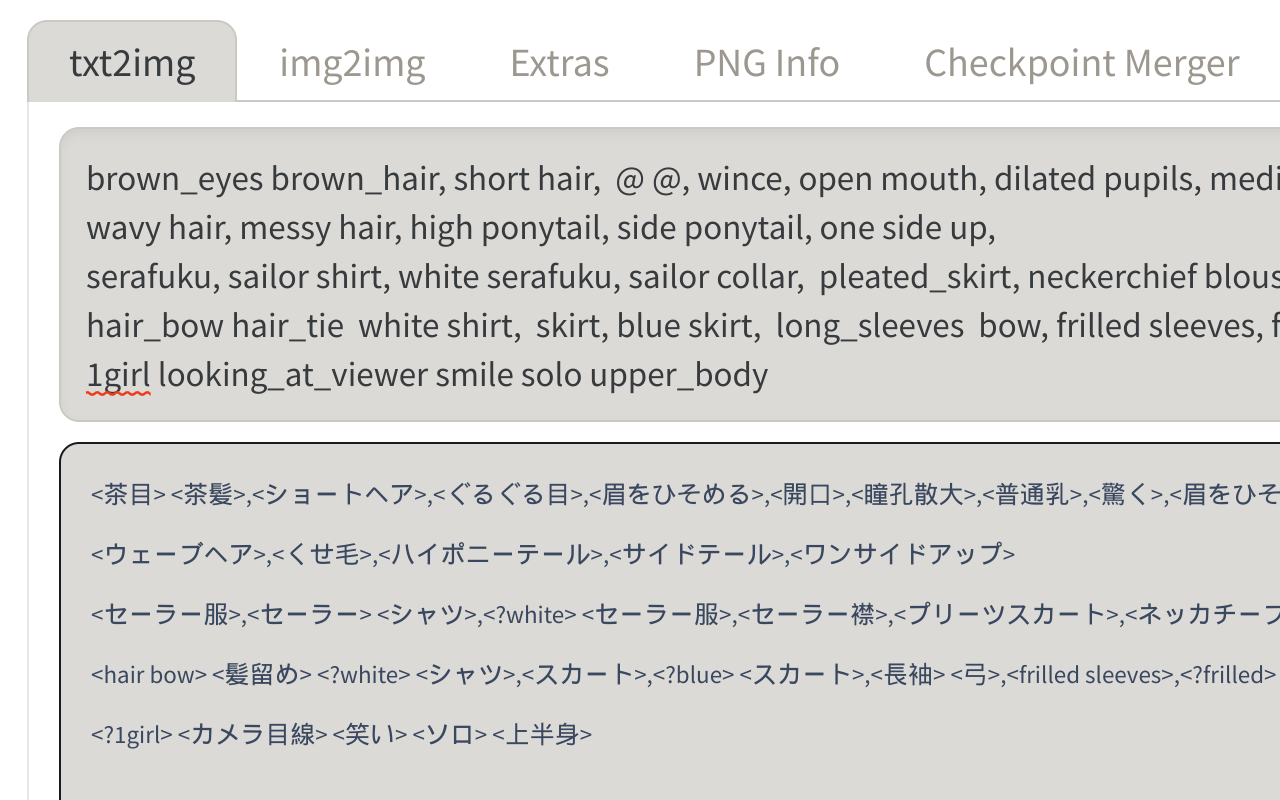 txt2img img2img Extras PNG Info Checkpoint Merger
brown_eyes brown_hair, short hair,  @ @, wince, open mouth, dilated pupils, medi
wavy hair, messy hair, high ponytail, side ponytail, one side up,
serafuku, sailor shirt, white serafuku, sailor collar,  pleated_skirt, neckerchief blous
hair_bow hair_tie  white shirt,  skirt, blue skirt,  long_sleeves  bow, frilled sleeves, f
1girl looking_at_viewer smile solo upper_body
<茶目> <茶髪>,<ショートヘア>,<ぐるぐる目>,<眉をひそめる>,<開口>,<瞳孔散大>,<普通乳>,<驚く>,<眉をひそ
<ウェーブヘア>,<くせ毛>,<ハイポニーテール>,<サイドテール>,<ワンサイドアップ>
<セーラー服>,<セーラー> <シャツ>,<?white> <セーラー服>,<セーラー襟>,<プリーツスカート>,<ネッカチーフ
<hair bow> <髪留め> <?white> <シャツ>,<スカート>,<?blue> <スカート>,<長袖> <弓>,<frilled sleeves>,<?frilled>
<?1girl> <カメラ目線> <笑い> <ソロ> <上半身>